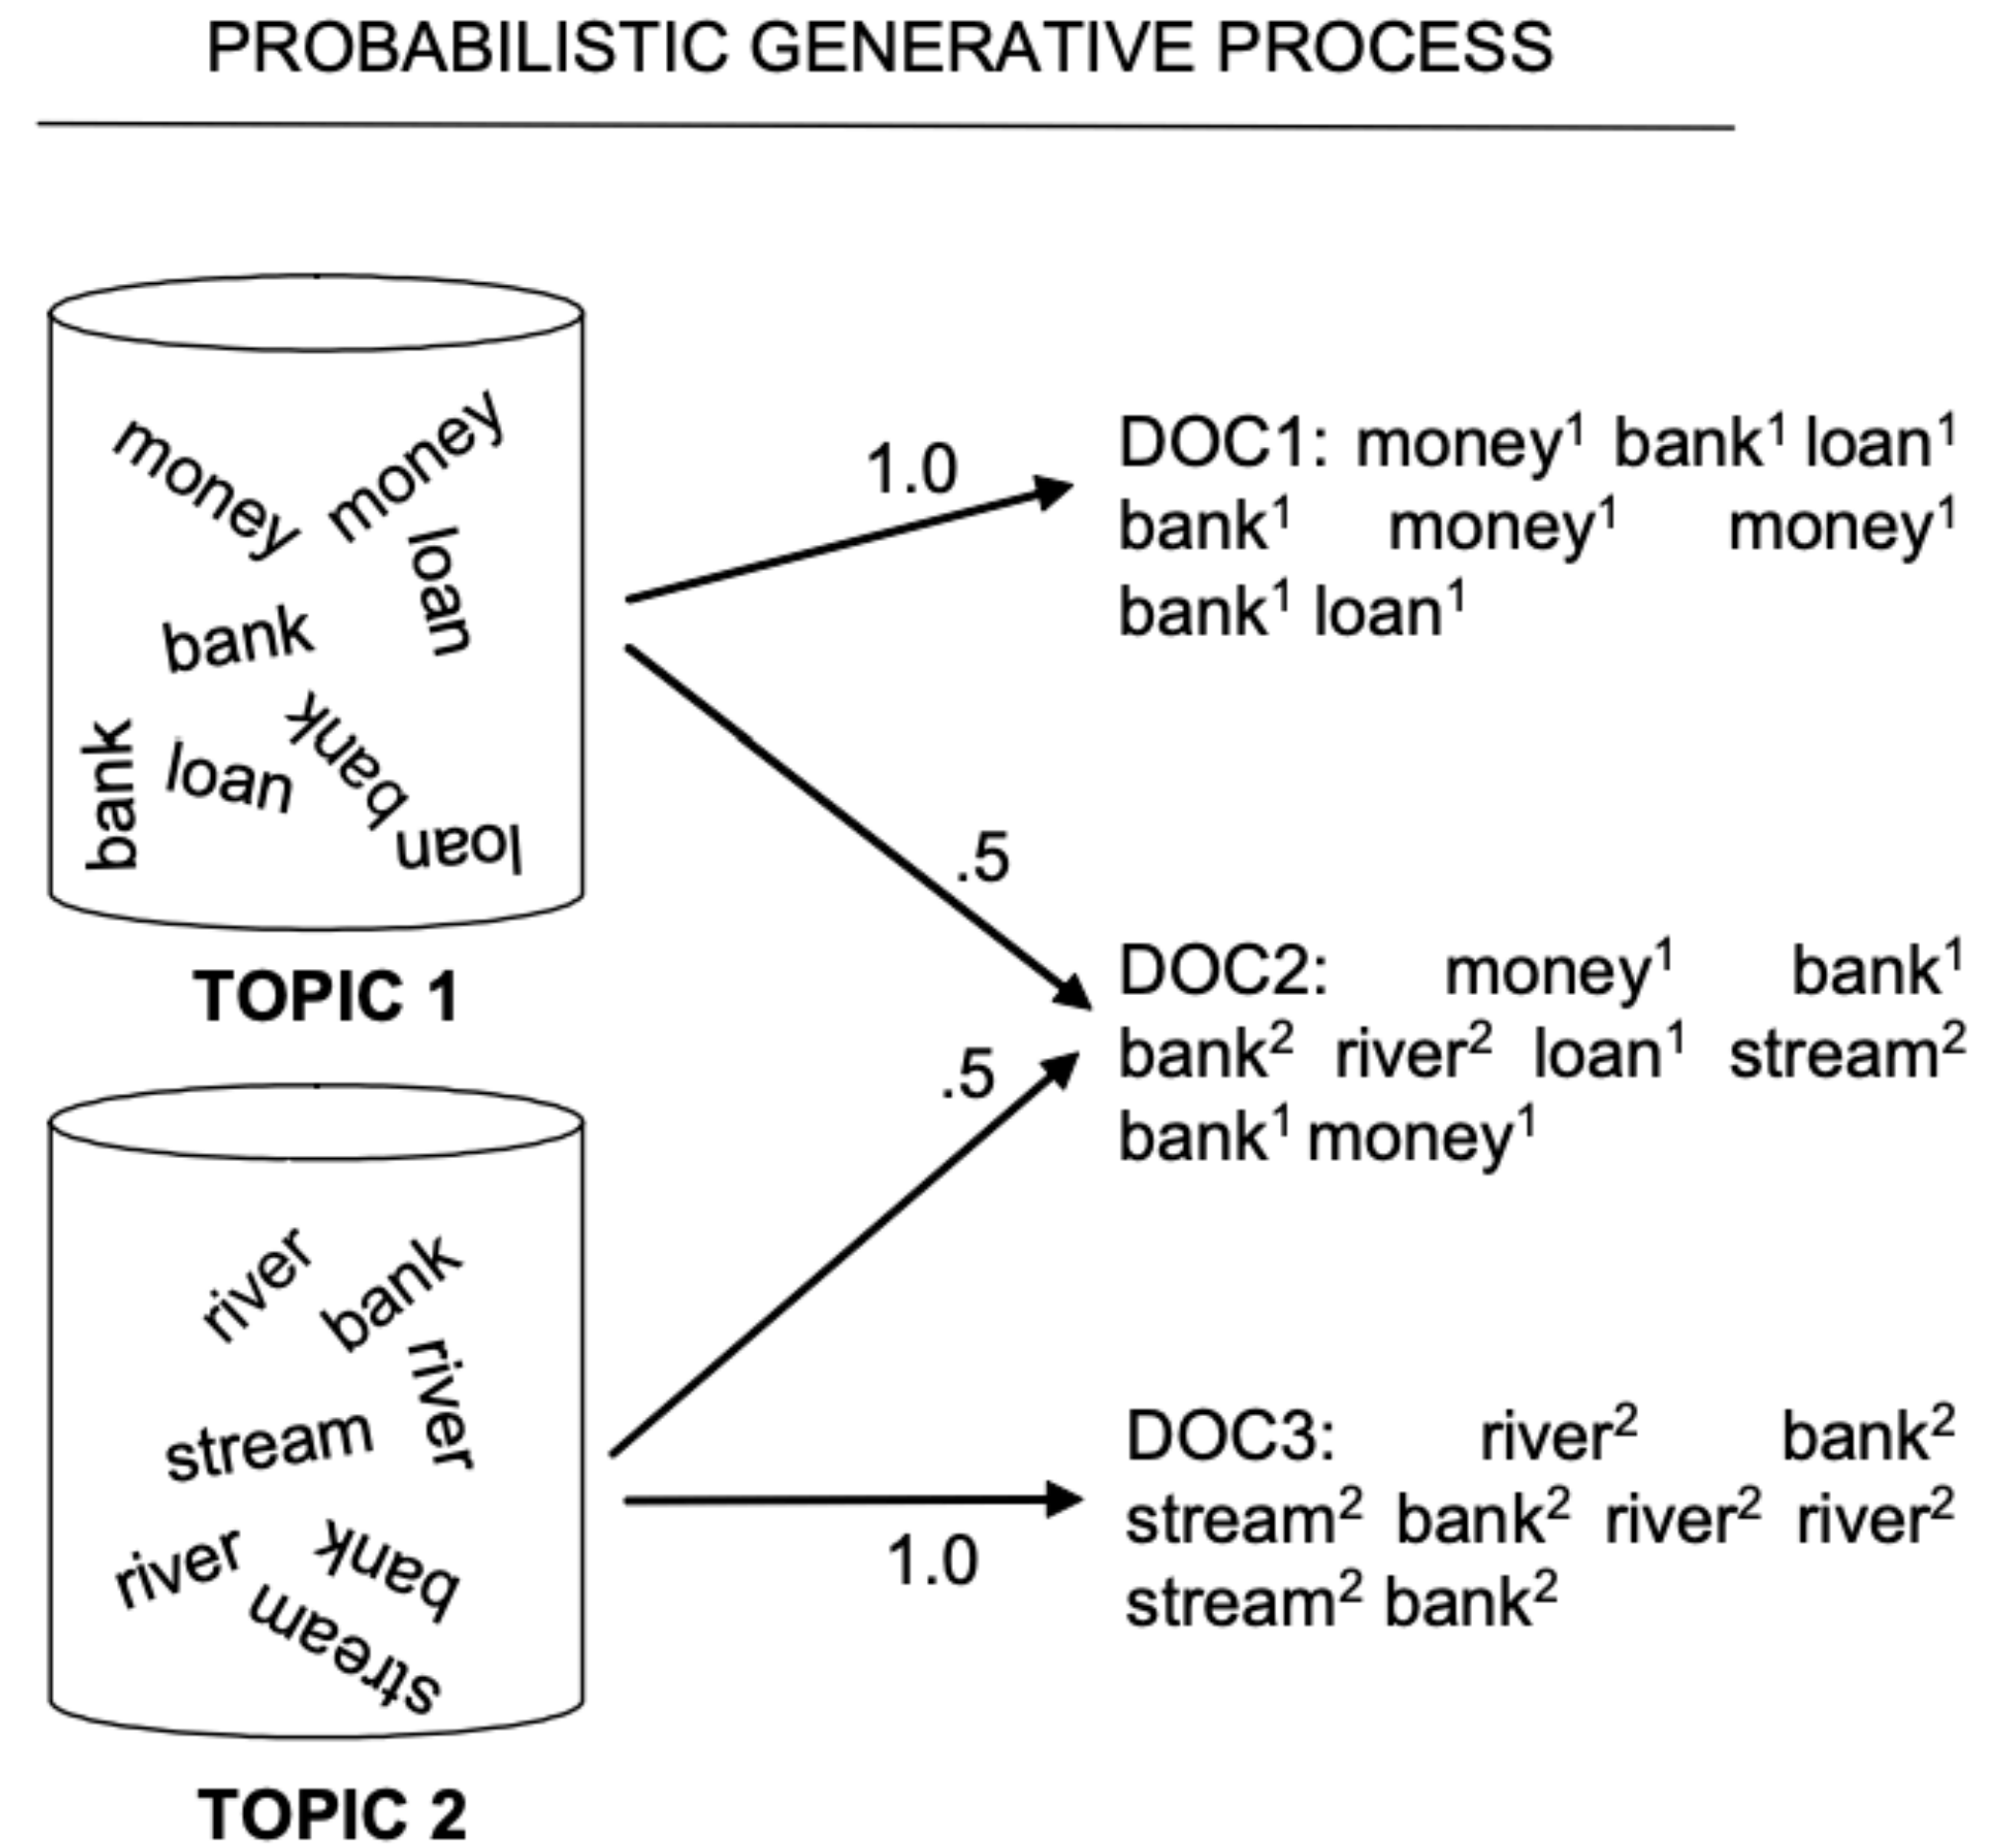 PROBABILISTIC GENERATIVE PROCESS
money
money
loan
bank
bank
loan
bank
loan
TOPIC 1
river
bank
river
stream
river
bank
stream
TOPIC 2
1.0
.5
.5
1.0
DOC1: money¹ bank¹ loan¹
bank¹ money¹ money¹
bank¹ loan¹
DOC2: money¹ bank¹
bank² river² loan¹ stream²
bank¹ money¹
DOC3: river² bank²
stream² bank² river² river²
stream² bank²